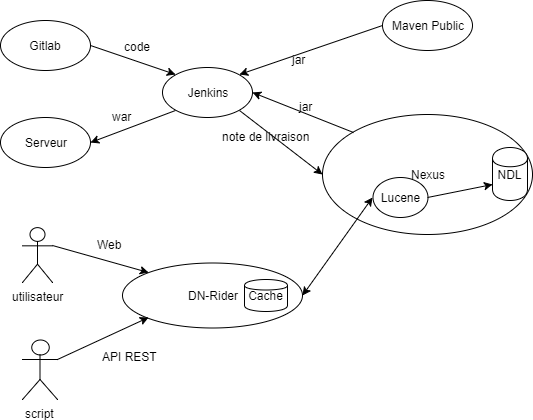 Maven Public
Gitlab
code
jar
Jenkins
jar
war
note de livraison
Serveur
Nexus
NDL
Lucene
Web
utilisateur
DN-Rider
Cache
API REST
script